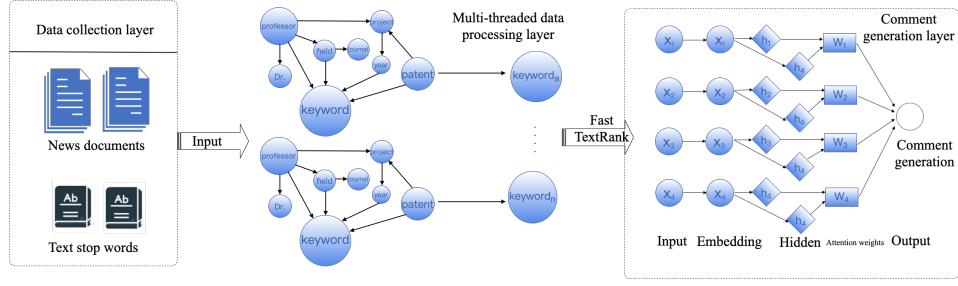 Data collection layer
News documents
Ab
Ab
Text stop words
Input
professor
project
field
journal
Dr.
year
patent
keyword
professor
project
field
journal
Dr.
year
patent
keyword
Multi-threaded data
processing layer
keyword_a
keyword_n
Fast
TextRank
Comment
generation layer
X₁
X₁
h₁
h₄
W₁
X₂
X₂
h₂
h₄
W₂
X₃
X₃
h₃
h₄
W₃
X₄
X₄
h₄
h₄
W₄
Comment
generation
Input Embedding Hidden Attention weights Output